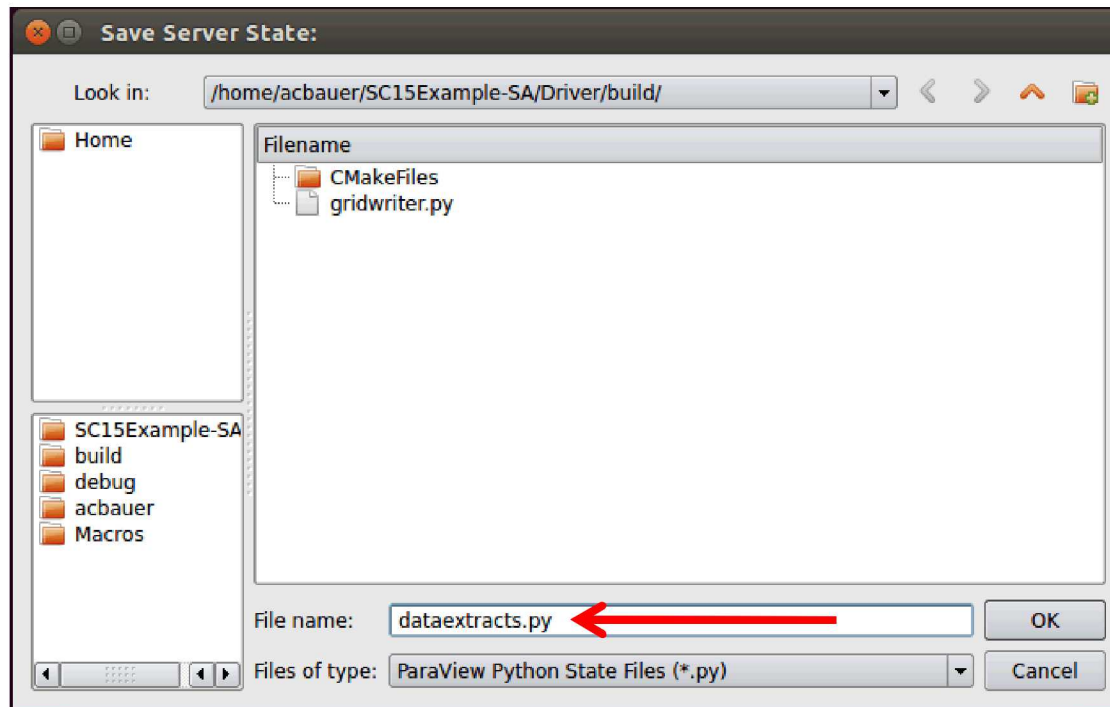 Save Server State:
Look in: /home/acbauer/SC15Example-SA/Driver/build/
Home
Filename
CMakeFiles
gridwriter.py
SC15Example-SA
build
debug
acbauer
Macros
File name: dataextracts.py OK
Files of type: ParaView Python State Files (*.py) Cancel